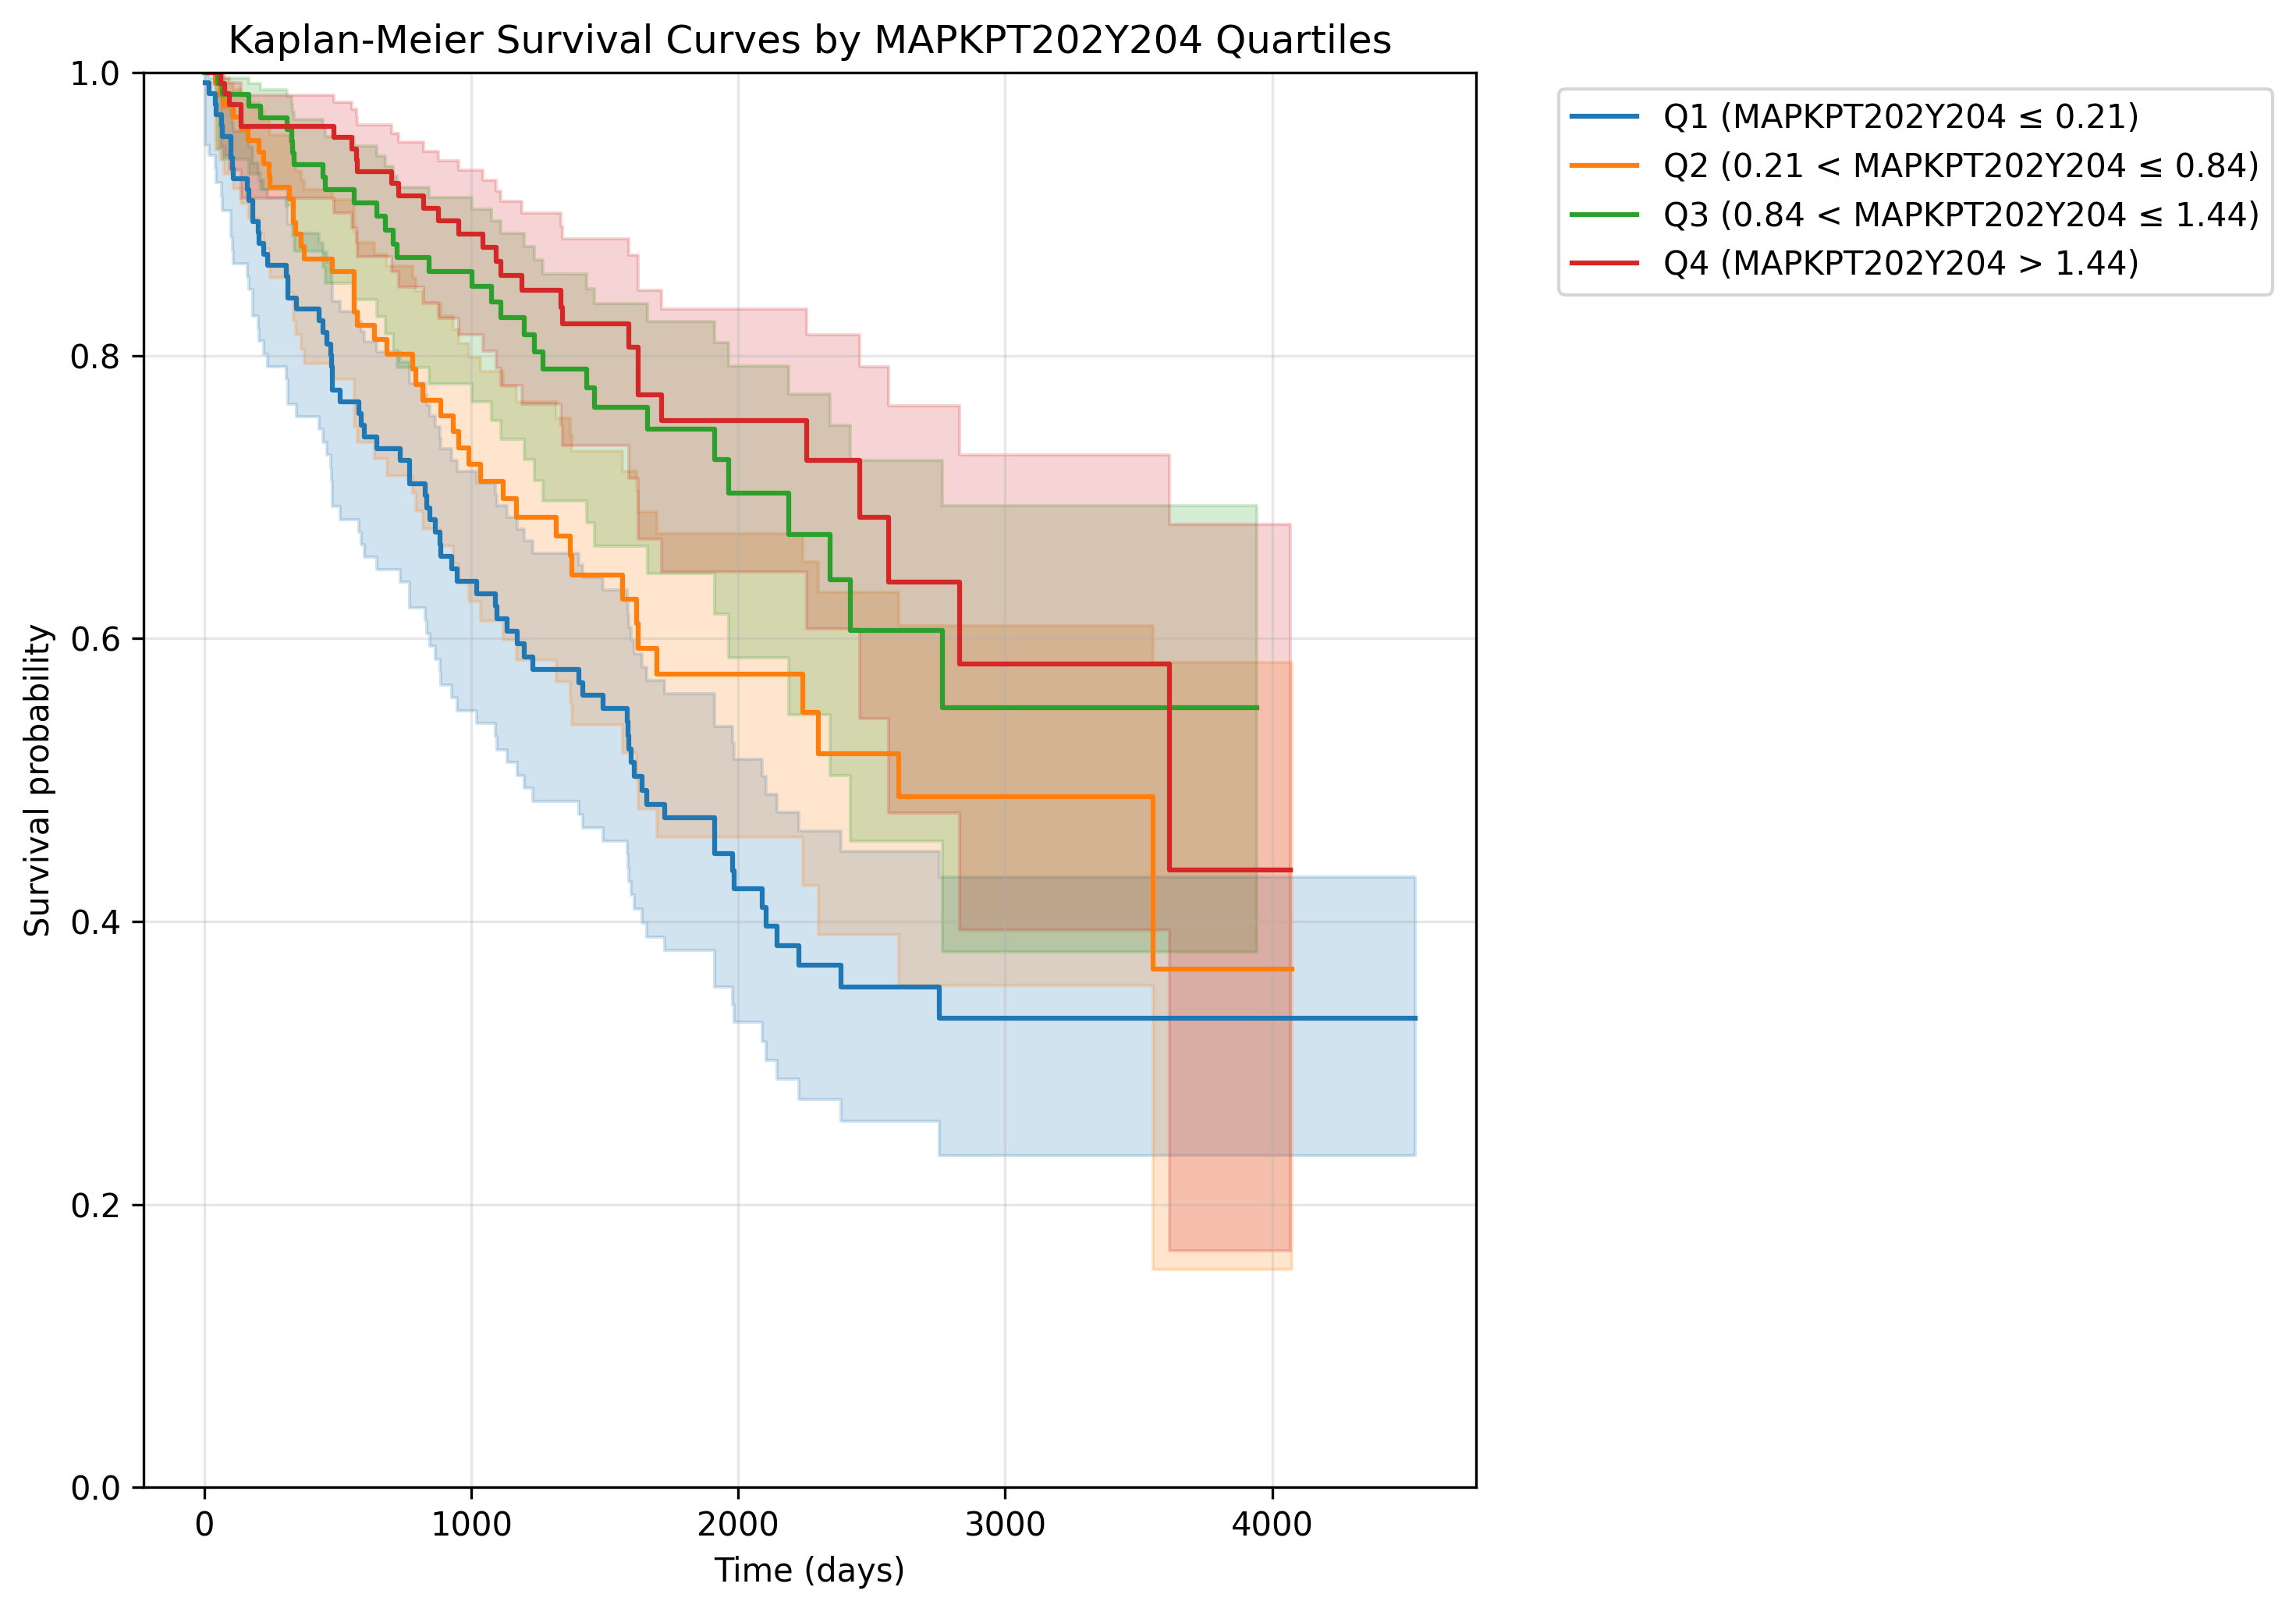 Kaplan-Meier Survival Curves by MAPKPT202Y204 Quartiles
1.0
0.8
0.6
0.4
0.2
0.0
Survival probability
0 1000 2000 3000 4000
Time (days)
Q1 (MAPKPT202Y204 ≤ 0.21)
Q2 (0.21 < MAPKPT202Y204 ≤ 0.84)
Q3 (0.84 < MAPKPT202Y204 ≤ 1.44)
Q4 (MAPKPT202Y204 > 1.44)